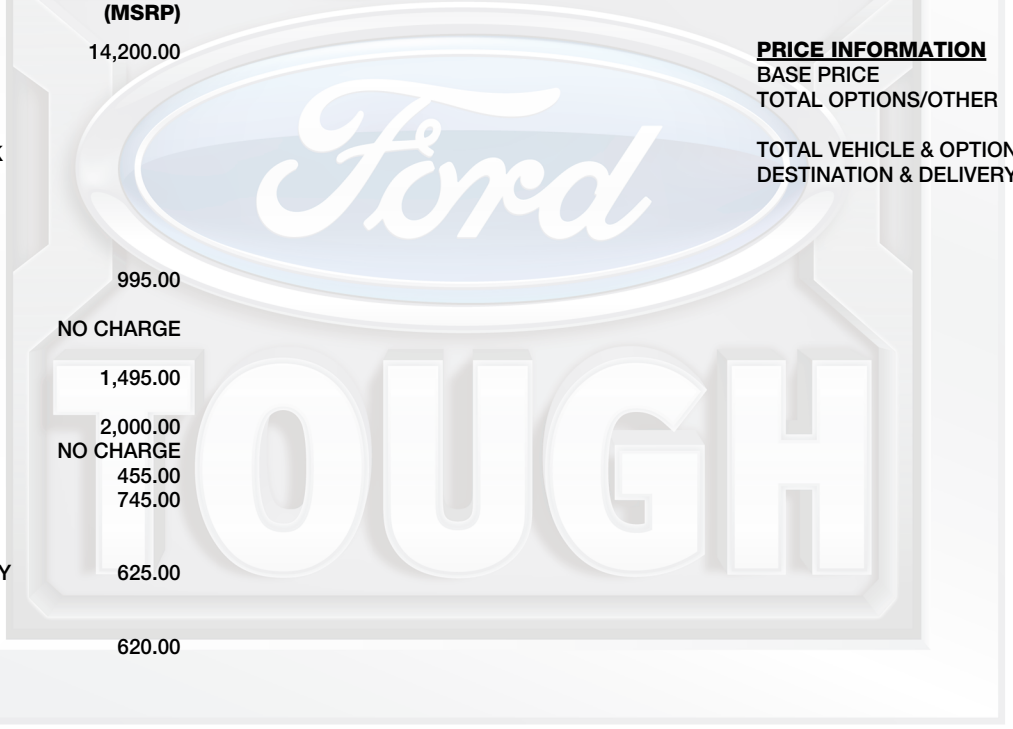 (MSRP)
14,200.00
995.00
NO CHARGE
1,495.00
2,000.00
NO CHARGE
455.00
745.00
Y 625.00
620.00
PRICE INFORMATION
BASE PRICE
TOTAL OPTIONS/OTHER
TOTAL VEHICLE & OPTION
DESTINATION & DELIVERY
Ford
TOUGH